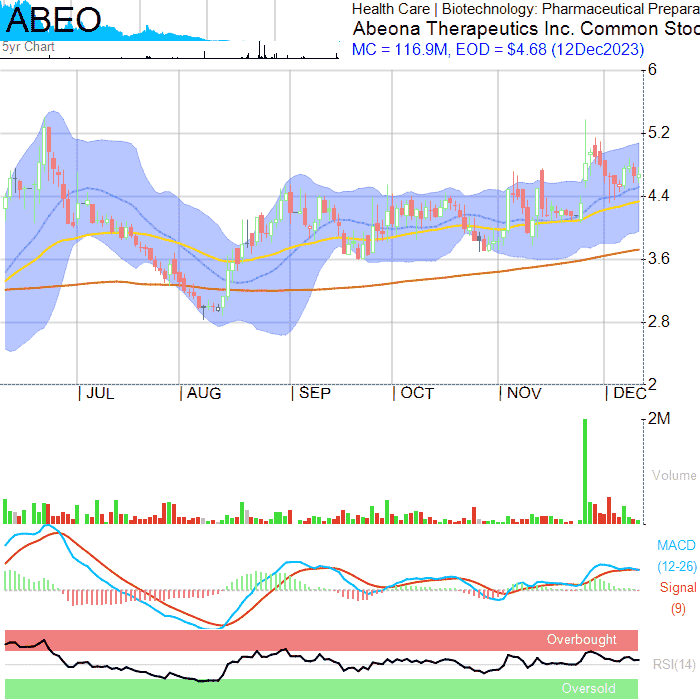 ABEO
5yr Chart
Health Care | Biotechnology: Pharmaceutical Prepara
Abeona Therapeutics Inc. Common Stoc
MC = 116.9M, EOD = $4.68 (12Dec2023)
6
5.2
4.4
3.6
2.8
2
JUL
AUG
SEP
OCT
NOV
DEC
2M
Volume
MACD
(12-26)
Signal
(9)
Overbought
RSI(14)
Oversold